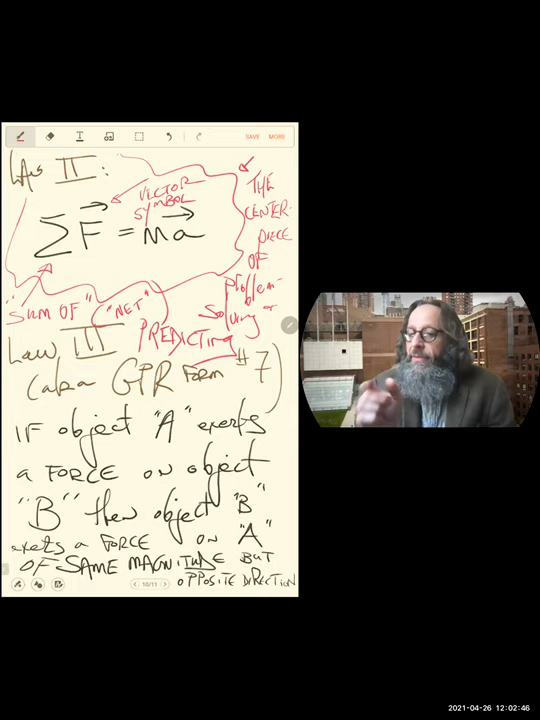 SAVE MORE
LAW II:
VECTOR
SYMBOL
THE
CENTER-
PIECE
OF
PROBLEM-
SOLVING &
PREDICTING
ΣF = ma
"SUM OF" ("NET")
Law III
(aka GPR FORM #7)
IF object "A" exerts
a FORCE ON object
"B" then object "B"
exerts a FORCE ON "A"
OF SAME MAGNITUDE BUT
OPPOSITE DIRECTION
10/11
2021-04-26 12:02:46